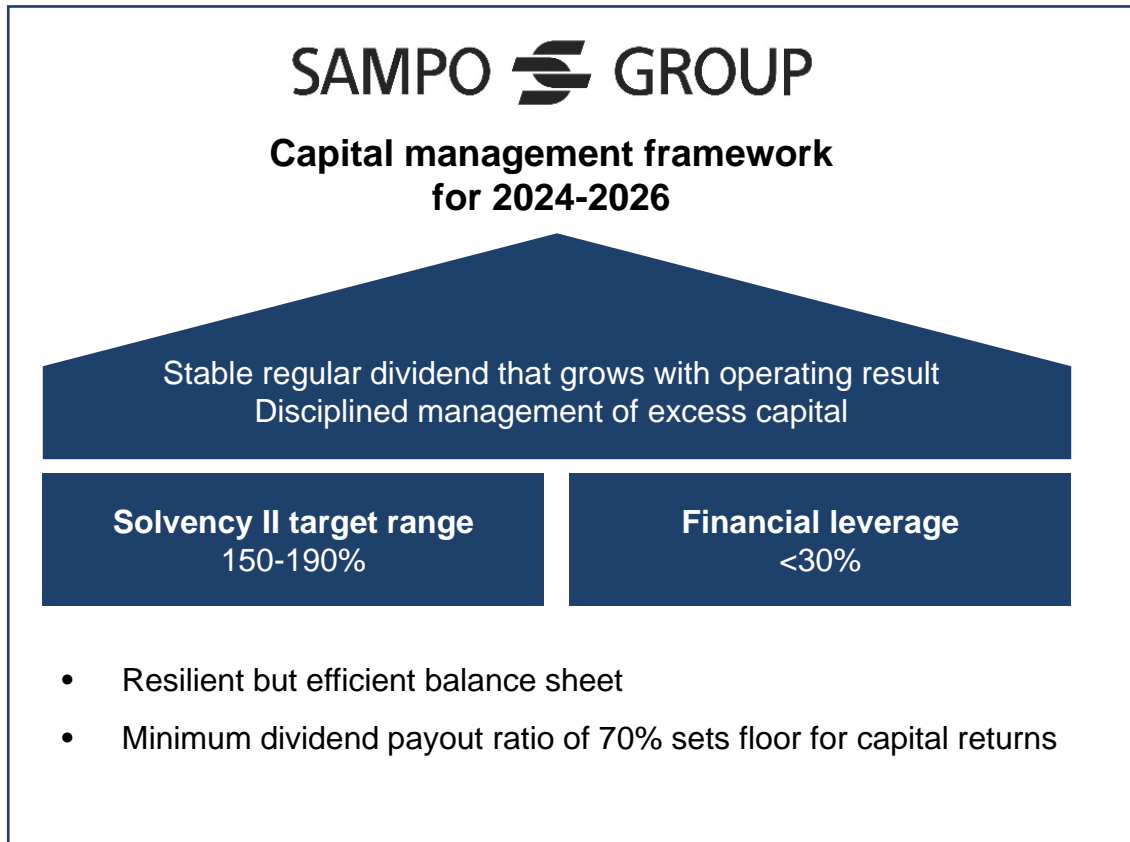 SAMPO GROUP
Capital management framework
for 2024-2026
Stable regular dividend that grows with operating result
Disciplined management of excess capital
Solvency II target range
150-190%
Financial leverage
<30%
• Resilient but efficient balance sheet
• Minimum dividend payout ratio of 70% sets floor for capital returns